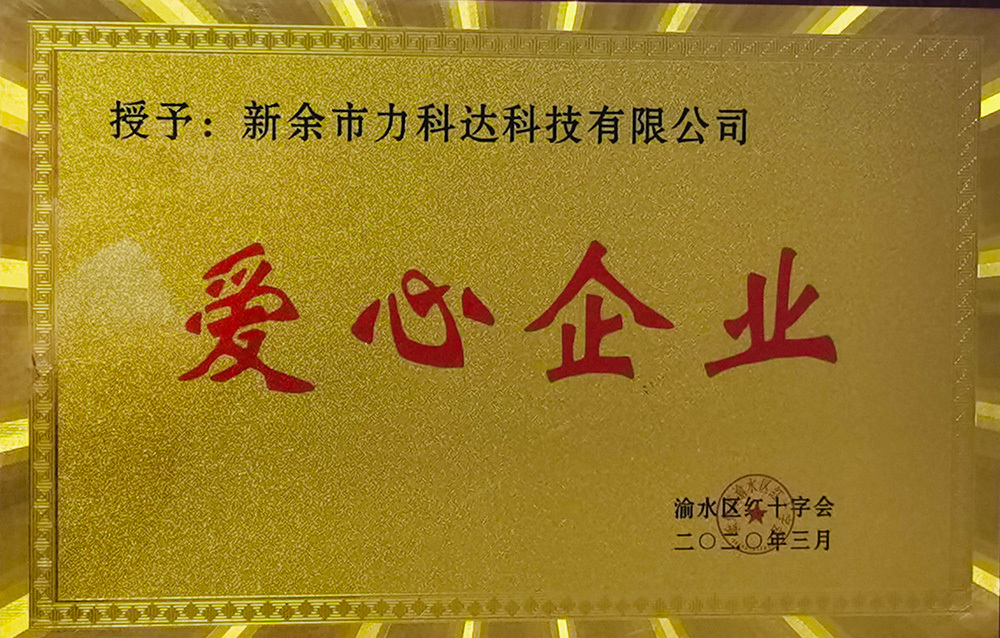 授予：新余市力科达科技有限公司
爱心企业
渝水区红十字会
二〇二〇年三月